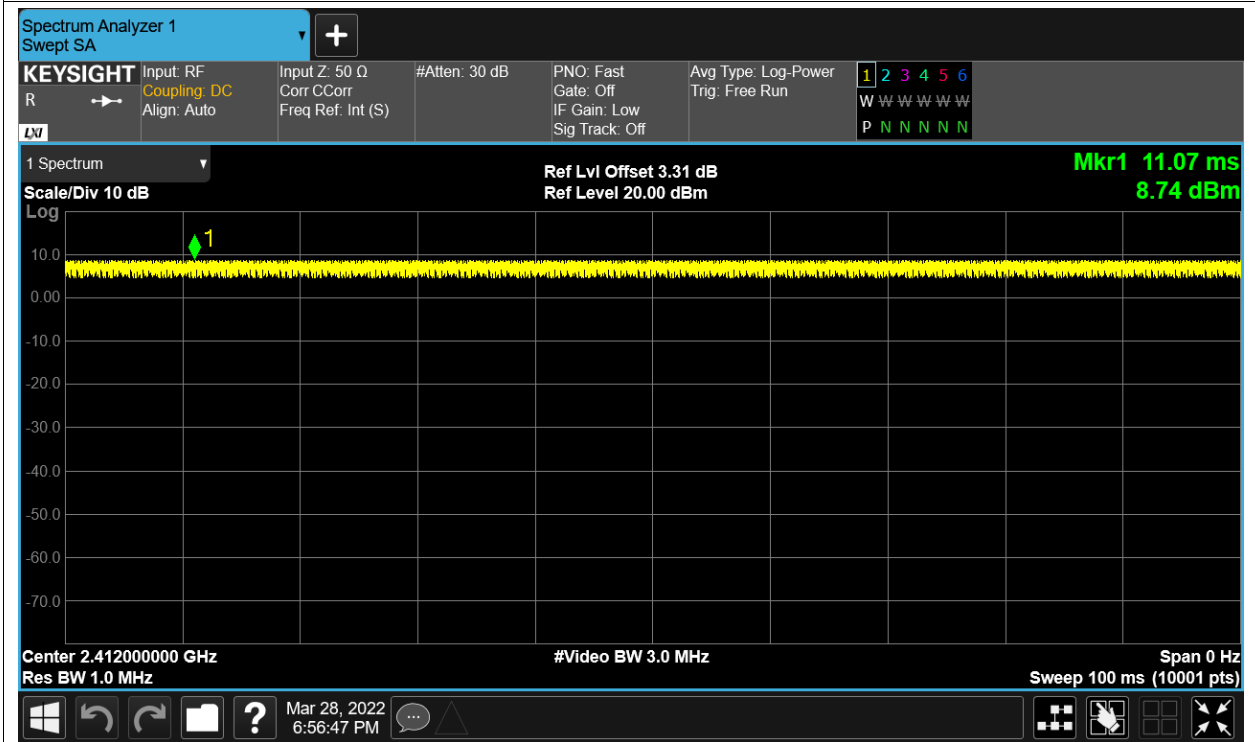 Spectrum Analyzer 1
Swept SA
+
KEYSIGHT
R
LXI
Input: RF
Coupling: DC
Align: Auto
Input Z: 50 Ω
Corr CCorr
Freq Ref: Int (S)
#Atten: 30 dB
PNO: Fast
Gate: Off
IF Gain: Low
Sig Track: Off
Avg Type: Log-Power
Trig: Free Run
1 2 3 4 5 6
W W W W W W
P N N N N N
1 Spectrum
Scale/Div 10 dB
Ref Lvl Offset 3.31 dB
Ref Level 20.00 dBm
Mkr1 11.07 ms
8.74 dBm
Log
1
10.0
0.00
-10.0
-20.0
-30.0
-40.0
-50.0
-60.0
-70.0
Center 2.412000000 GHz
#Video BW 3.0 MHz
Span 0 Hz
Res BW 1.0 MHz
Sweep 100 ms (10001 pts)
?
Mar 28, 2022
6:56:47 PM